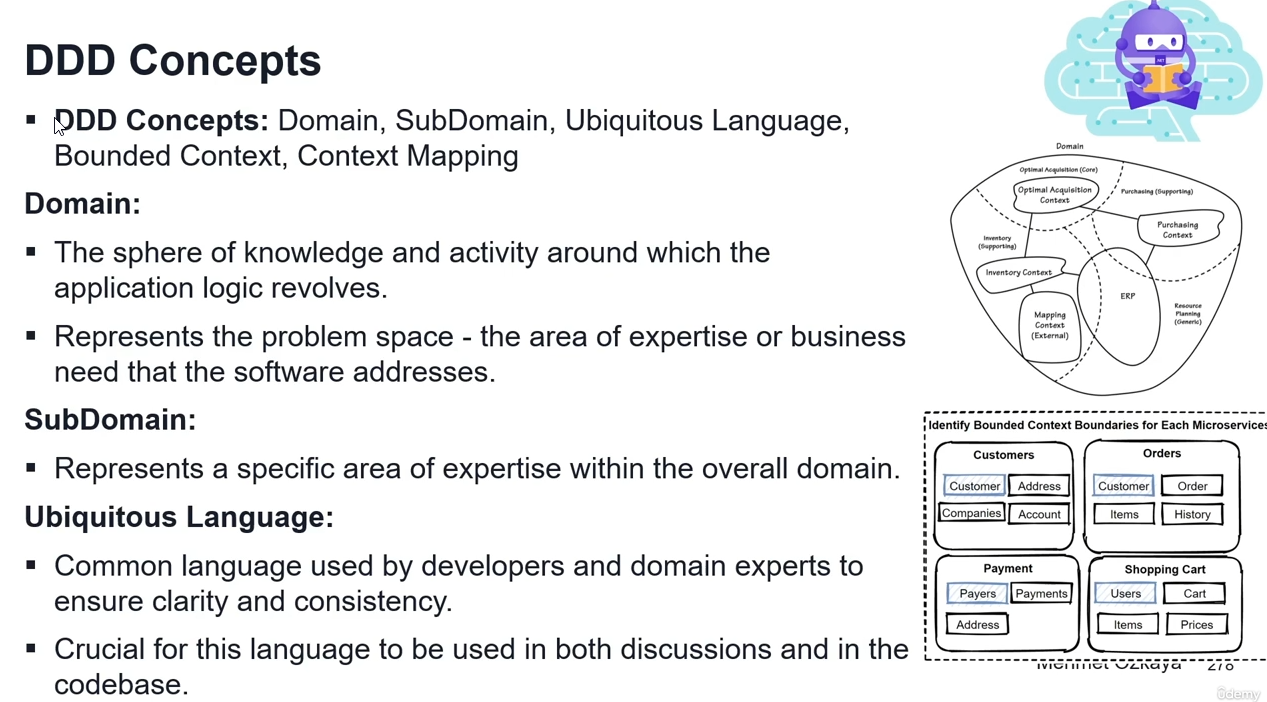 DDD Concepts
▪ DDD Concepts: Domain, SubDomain, Ubiquitous Language,
Bounded Context, Context Mapping
Domain:
▪ The sphere of knowledge and activity around which the
application logic revolves.
▪ Represents the problem space - the area of expertise or business
need that the software addresses.
SubDomain:
▪ Represents a specific area of expertise within the overall domain.
Ubiquitous Language:
▪ Common language used by developers and domain experts to
ensure clarity and consistency.
▪ Crucial for this language to be used in both discussions and in the
codebase.
Domain
Optimal Acquisition (Core)
Optimal Acquisition
Context
Purchasing (Supporting)
Purchasing
Context
Inventory
(Supporting)
Inventory Context
ERP
Mapping
Context
(External)
Resource
Planning
(Generic)
Identify Bounded Context Boundaries for Each Microservices
Customers
Customer Address
Companies Account
Orders
Customer Order
Items History
Payment
Payers Payments
Address
Shopping Cart
Users Cart
Items Prices
Mehmet Ozkaya 278
ûdemy